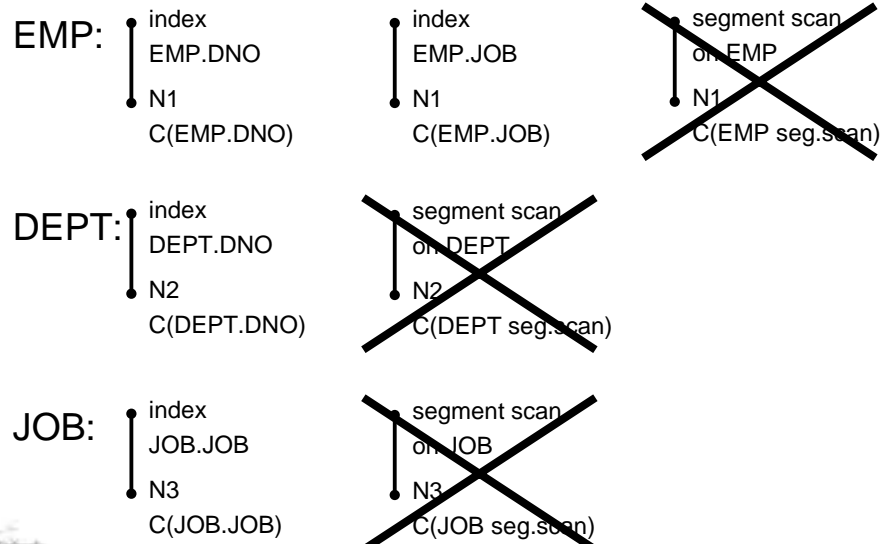 EMP:
index
EMP.DNO
N1
C(EMP.DNO)
index
EMP.JOB
N1
C(EMP.JOB)
segment scan
on EMP
N1
C(EMP seg.scan)
DEPT:
index
DEPT.DNO
N2
C(DEPT.DNO)
segment scan
on DEPT
N2
C(DEPT seg.scan)
JOB:
index
JOB.JOB
N3
C(JOB.JOB)
segment scan
on JOB
N3
C(JOB seg.scan)